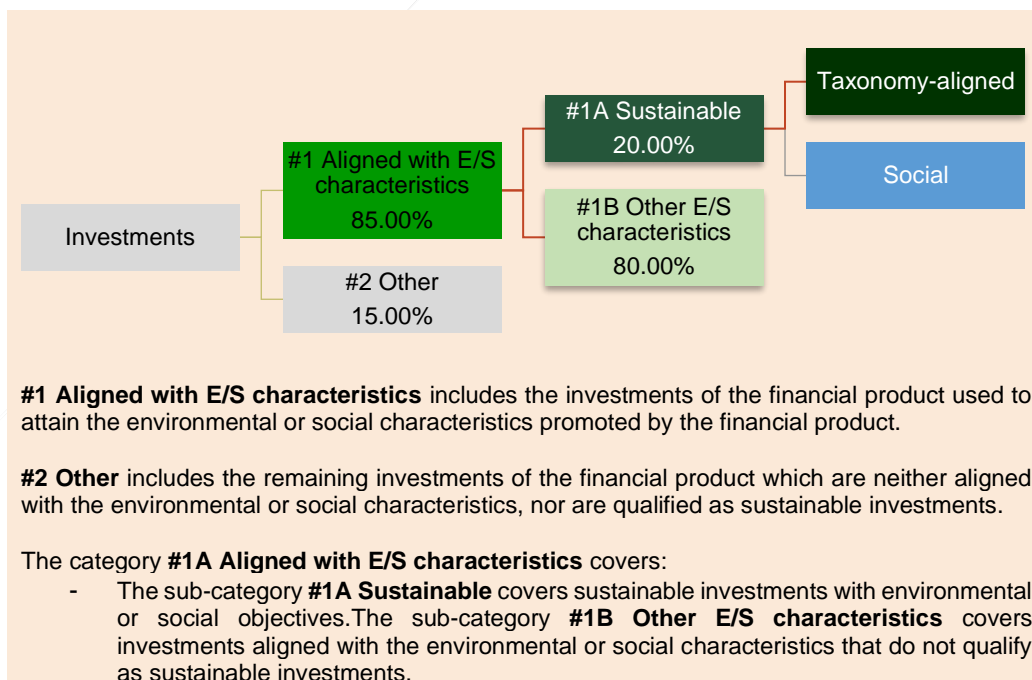 Investments
#1 Aligned with E/S
characteristics
85.00%
#2 Other
15.00%
#1A Sustainable
20.00%
#1B Other E/S
characteristics
80.00%
Taxonomy-aligned
Social
#1 Aligned with E/S characteristics includes the investments of the financial product used to
attain the environmental or social characteristics promoted by the financial product.
#2 Other includes the remaining investments of the financial product which are neither aligned
with the environmental or social characteristics, nor are qualified as sustainable investments.
The category #1A Aligned with E/S characteristics covers:
- The sub-category #1A Sustainable covers sustainable investments with environmental
or social objectives.The sub-category #1B Other E/S characteristics covers
investments aligned with the environmental or social characteristics that do not qualify
as sustainable investments.